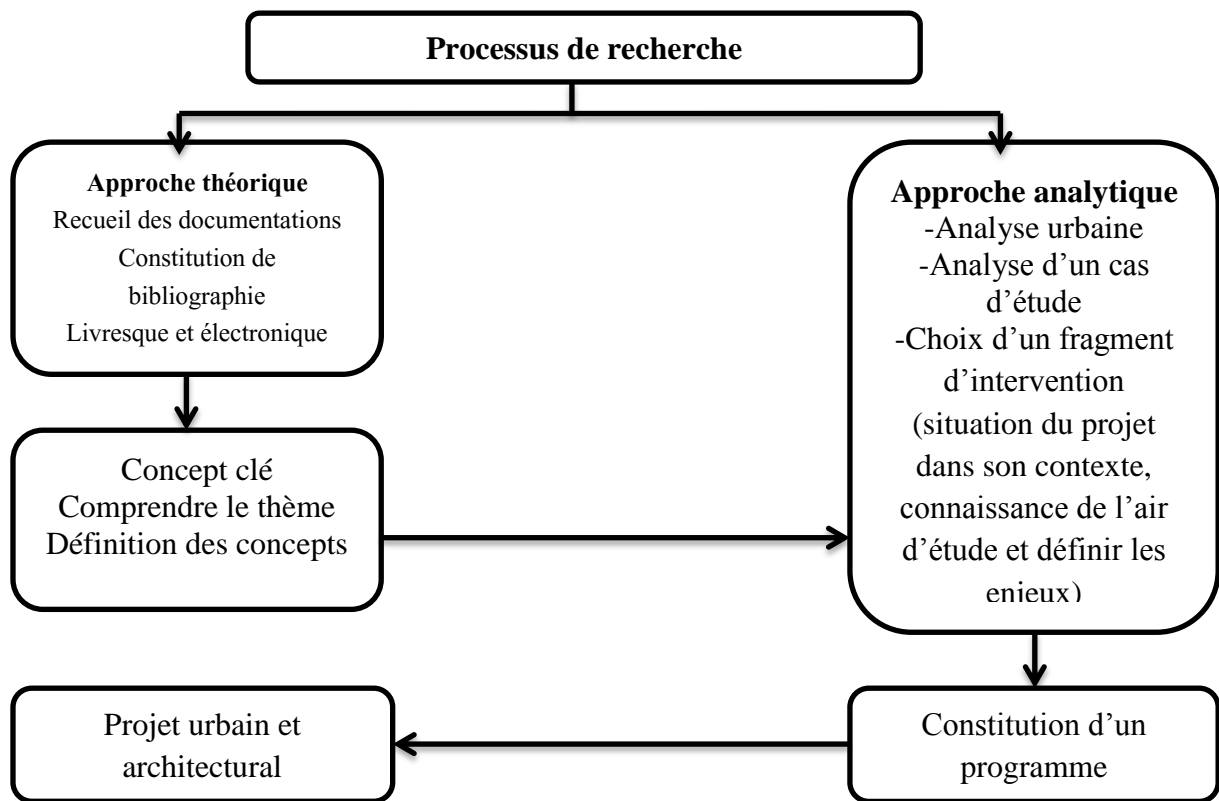 Processus de recherche
Approche théorique
Recueil des documentations
Constitution de
bibliographie
Livresque et électronique
Approche analytique
-Analyse urbaine
-Analyse d’un cas
d’étude
-Choix d’un fragment
d’intervention
(situation du projet
dans son contexte,
connaissance de l’air
d’étude et définir les
enjeux)
Concept clé
Comprendre le thème
Définition des concepts
Projet urbain et
architectural
Constitution d’un
programme